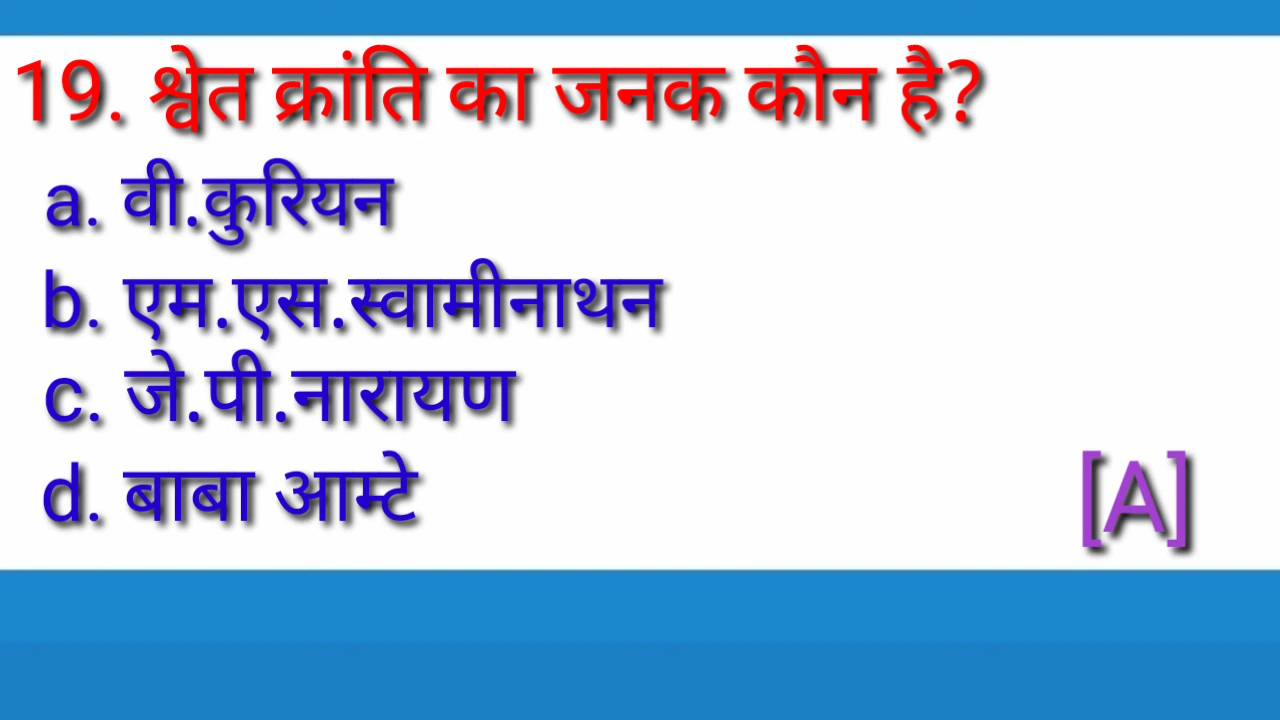 19. श्वेत क्रांति का जनक कौन है?
a. वी.कुरियन
b. एम.एस.स्वामीनाथन
c. जे.पी.नारायण
d. बाबा आम्टे
[A]